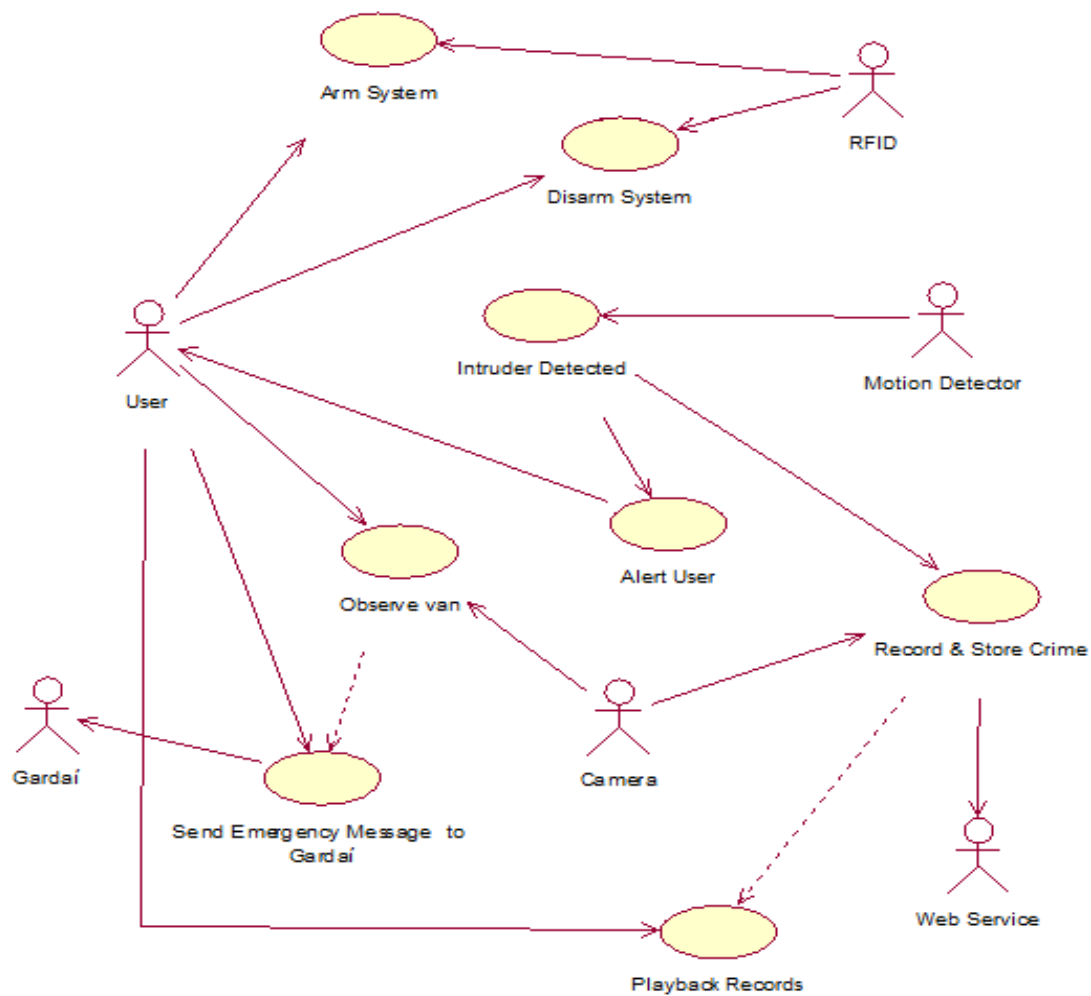 Arm System
RFID
Disarm System
User
Intruder Detected
Motion Detector
Observe van
Alert User
Record & Store Crime
Gardaí
Camera
Send Emergency Message to
Gardaí
Web Service
Playback Records